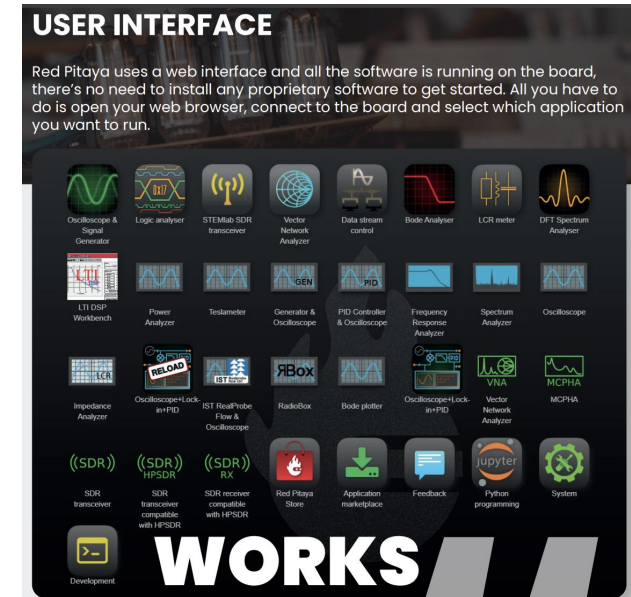 USER INTERFACE
Red Pitaya uses a web interface and all the software is running on the board,
there's no need to install any proprietary software to get started. All you have to
do is open your web browser, connect to the board and select which application
you want to run.
0x17
Oscilloscope &
Signal
Generator
Logic analyser
STEMlab SDR
transceiver
Vector
Network
Analyzer
Data stream
control
Bode Analyser
LCR meter
DFT Spectrum
Analyser
LTI
GEN
PID
LTI DSP
Workbench
Power
Analyzer
Teslameter
Generator &
Oscilloscope
PID Controller
& Oscilloscope
Frequency
Response
Analyzer
Spectrum
Analyzer
Oscilloscope
LCR
PID
RELOAD
IST
ЯBox
PID
VNA
MCPHA
Impedance
Analyzer
Oscilloscope+Lock-
in+PID
IST RealProbe
Flow &
Oscilloscope
RadioBox
Bode plotter
Oscilloscope+Lock-
in+PID
Vector
Network
Analyzer
MCPHA
((SDR))
((SDR))
HPSDR
((SDR))
RX
jupyter
SDR
transceiver
SDR
transceiver
compatible
with HPSDR
SDR receiver
compatible
with HPSDR
Red Pitaya
Store
Application
marketplace
Feedback
Python
programming
System
>_
Development
WORKS